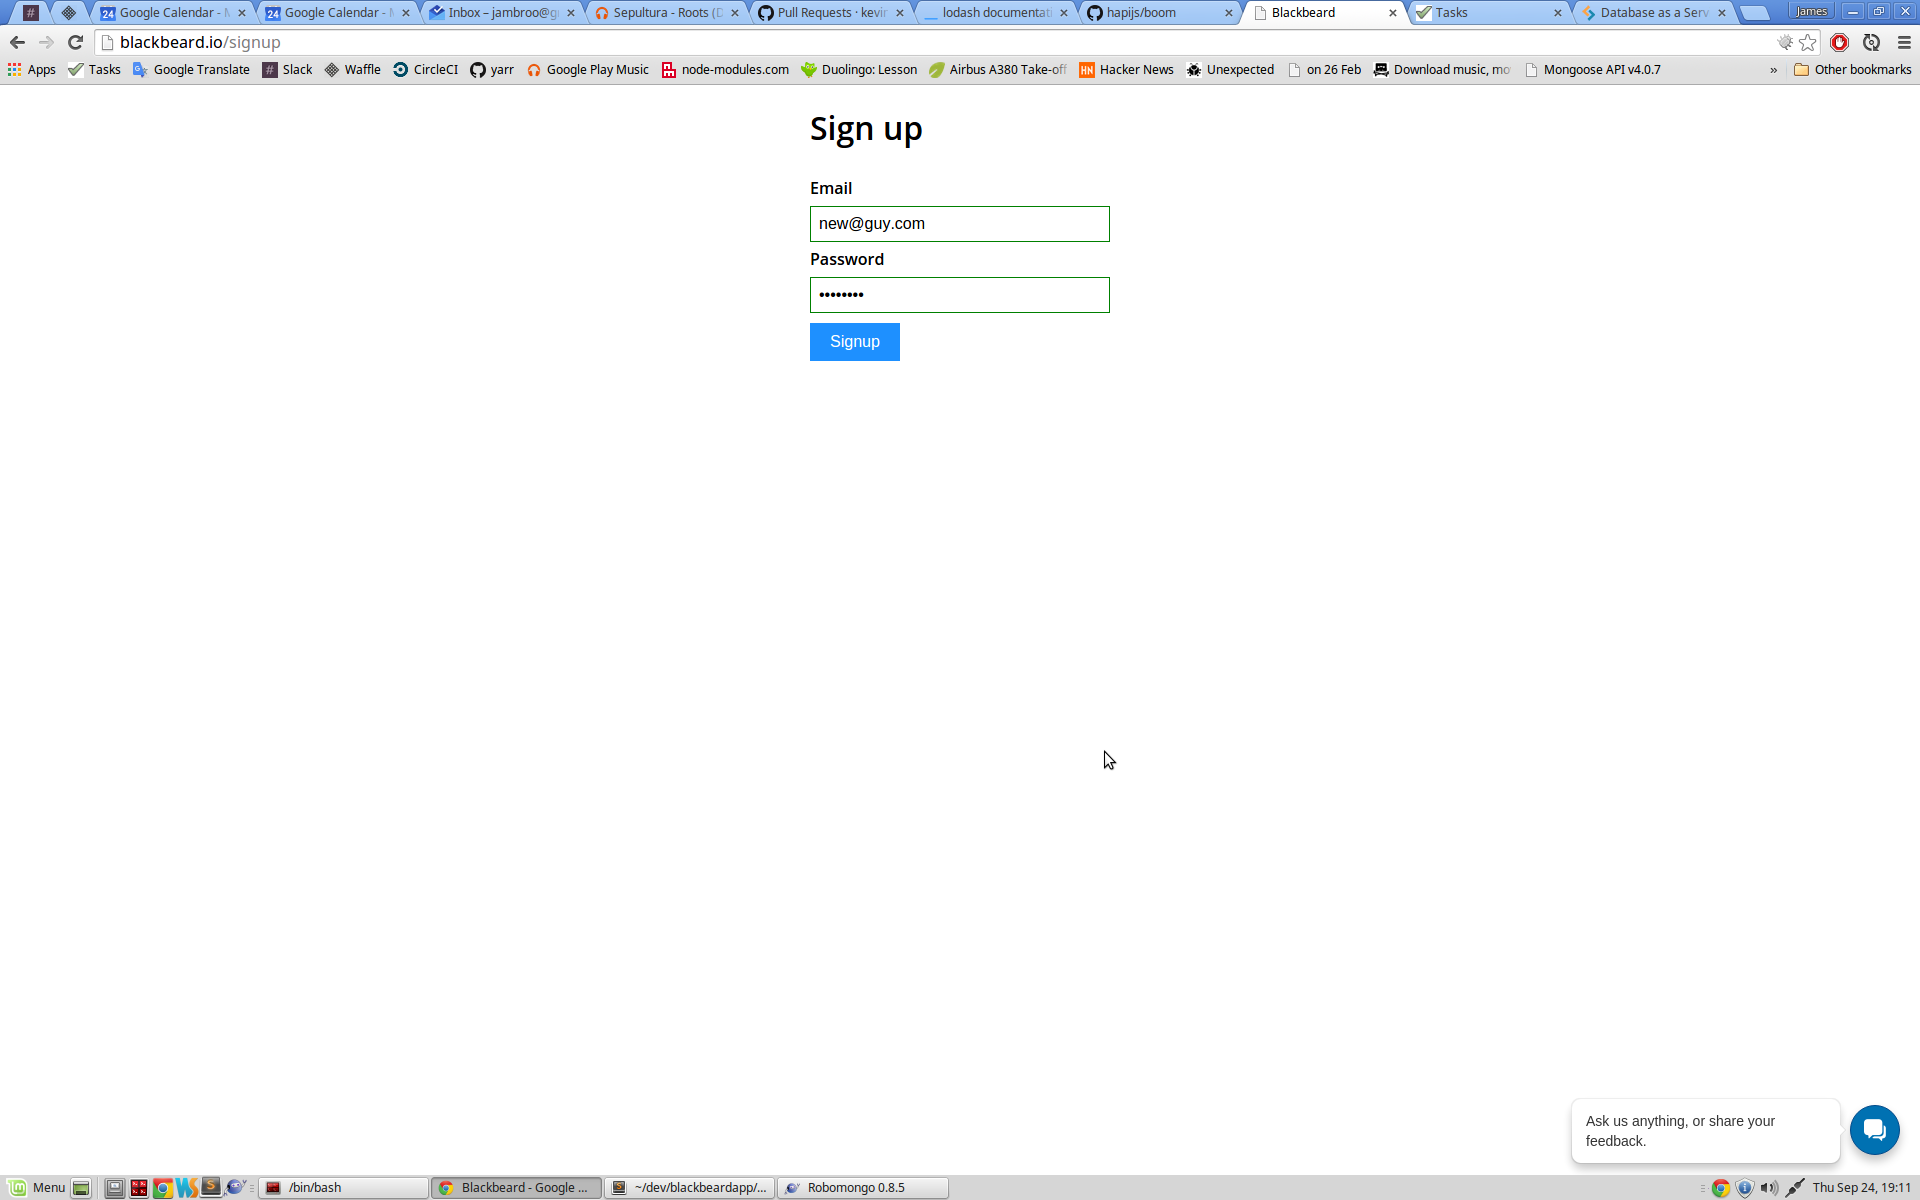 Google Calendar -
Google Calendar -
Inbox – jambroo@g
Sepultura - Roots (D
Pull Requests · kevin
lodash documentati
hapijs/boom
Blackbeard
Tasks
Database as a Serv
James
blackbeard.io/signup
Apps
Tasks
Google Translate
Slack
Waffle
CircleCI
yarr
Google Play Music
node-modules.com
Duolingo: Lesson
Airbus A380 Take-off
Hacker News
Unexpected
on 26 Feb
Download music, mo
Mongoose API v4.0.7
»
Other bookmarks
Sign up
Email
new@guy.com
Password
••••••••
Signup
Ask us anything, or share your
feedback.
Menu
/bin/bash
Blackbeard - Google ...
~/dev/blackbeardapp/...
Robomongo 0.8.5
Thu Sep 24, 19:11